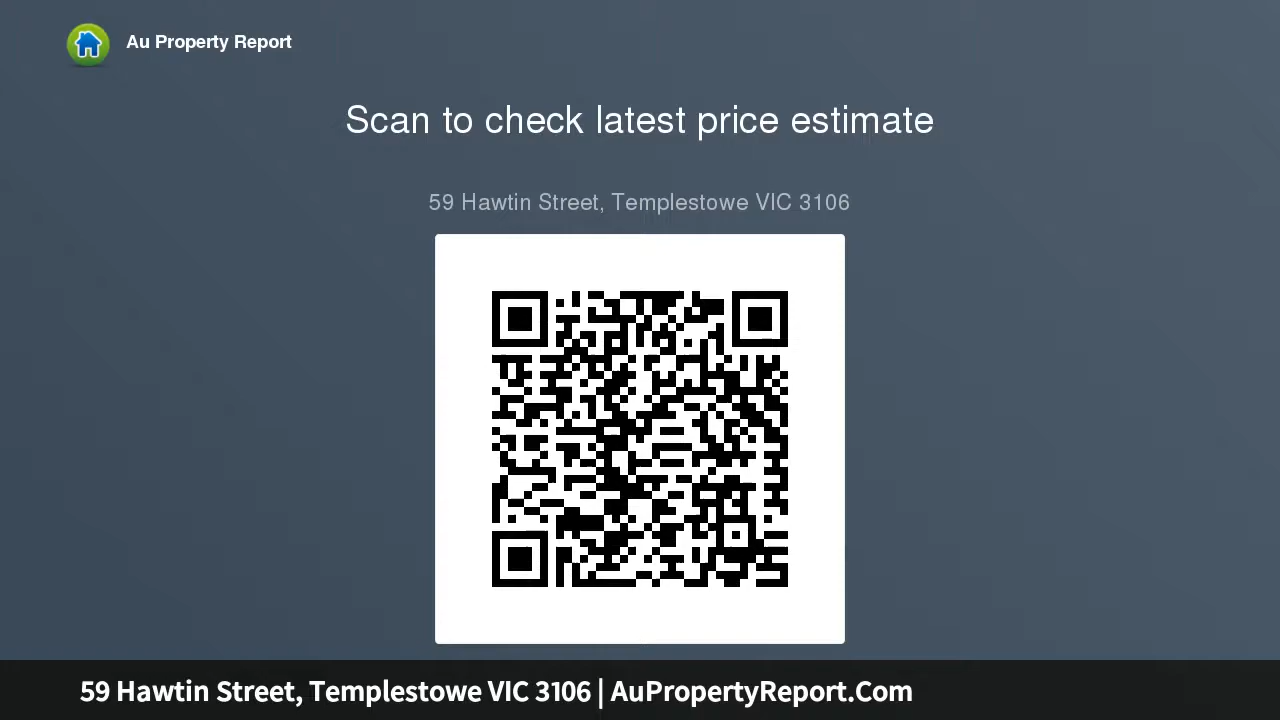 Au Property Report
Scan to check latest price estimate
59 Hawtin Street, Templestowe VIC 3106
59 Hawtin Street, Templestowe VIC 3106 | AuPropertyReport.Com